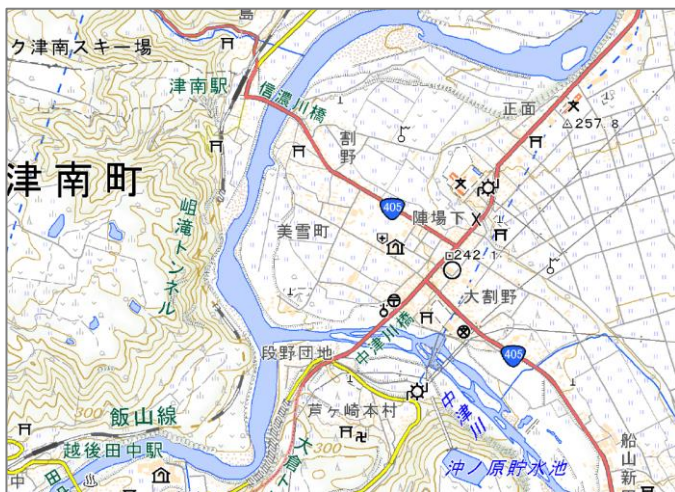 島
ク津南スキー場
津南駅
信濃川橋
正面
257.8
割野
津南町
405
陣場下
岨滝トンネル
美雪町
242.1
大割野
中津川橋
段野団地
405
300
芦ヶ崎本村
中津川
飯山線
300
越後田中駅
大倉ト
沖ノ原貯水池
船山新
中
田